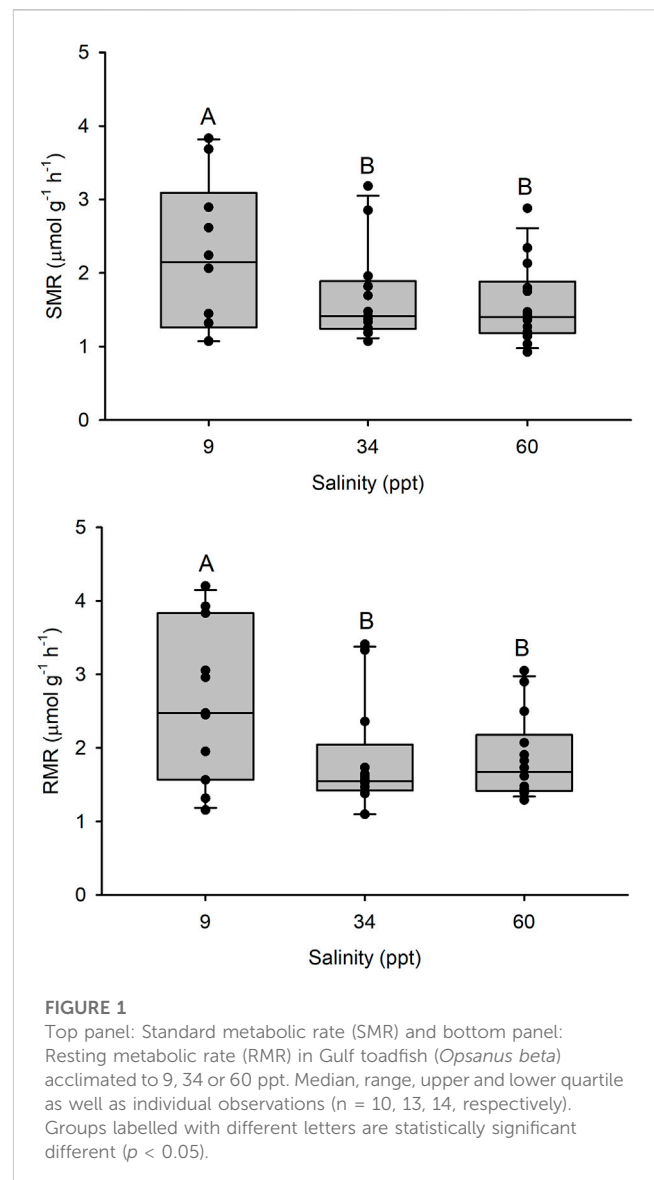 5
4
3
2
1
0
SMR (μmol g⁻¹ h⁻¹)
A
B
B
9 34 60
Salinity (ppt)
5
4
3
2
1
0
RMR (μmol g⁻¹ h⁻¹)
A
B
B
9 34 60
Salinity (ppt)
FIGURE 1
Top panel: Standard metabolic rate (SMR) and bottom panel:
Resting metabolic rate (RMR) in Gulf toadfish (Opsanus beta)
acclimated to 9, 34 or 60 ppt. Median, range, upper and lower quartile
as well as individual observations (n = 10, 13, 14, respectively).
Groups labelled with different letters are statistically significant
different (p < 0.05).